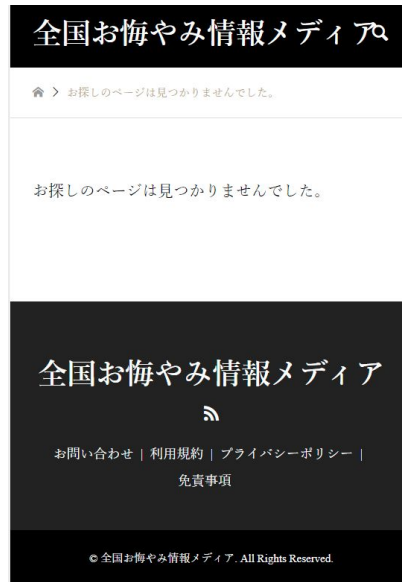 全国お悔やみ情報メディア
お探しのページは見つかりませんでした。
お探しのページは見つかりませんでした。
全国お悔やみ情報メディア
お問い合わせ | 利用規約 | プライバシーポリシー |
免責事項
© 全国お悔やみ情報メディア. All Rights Reserved.